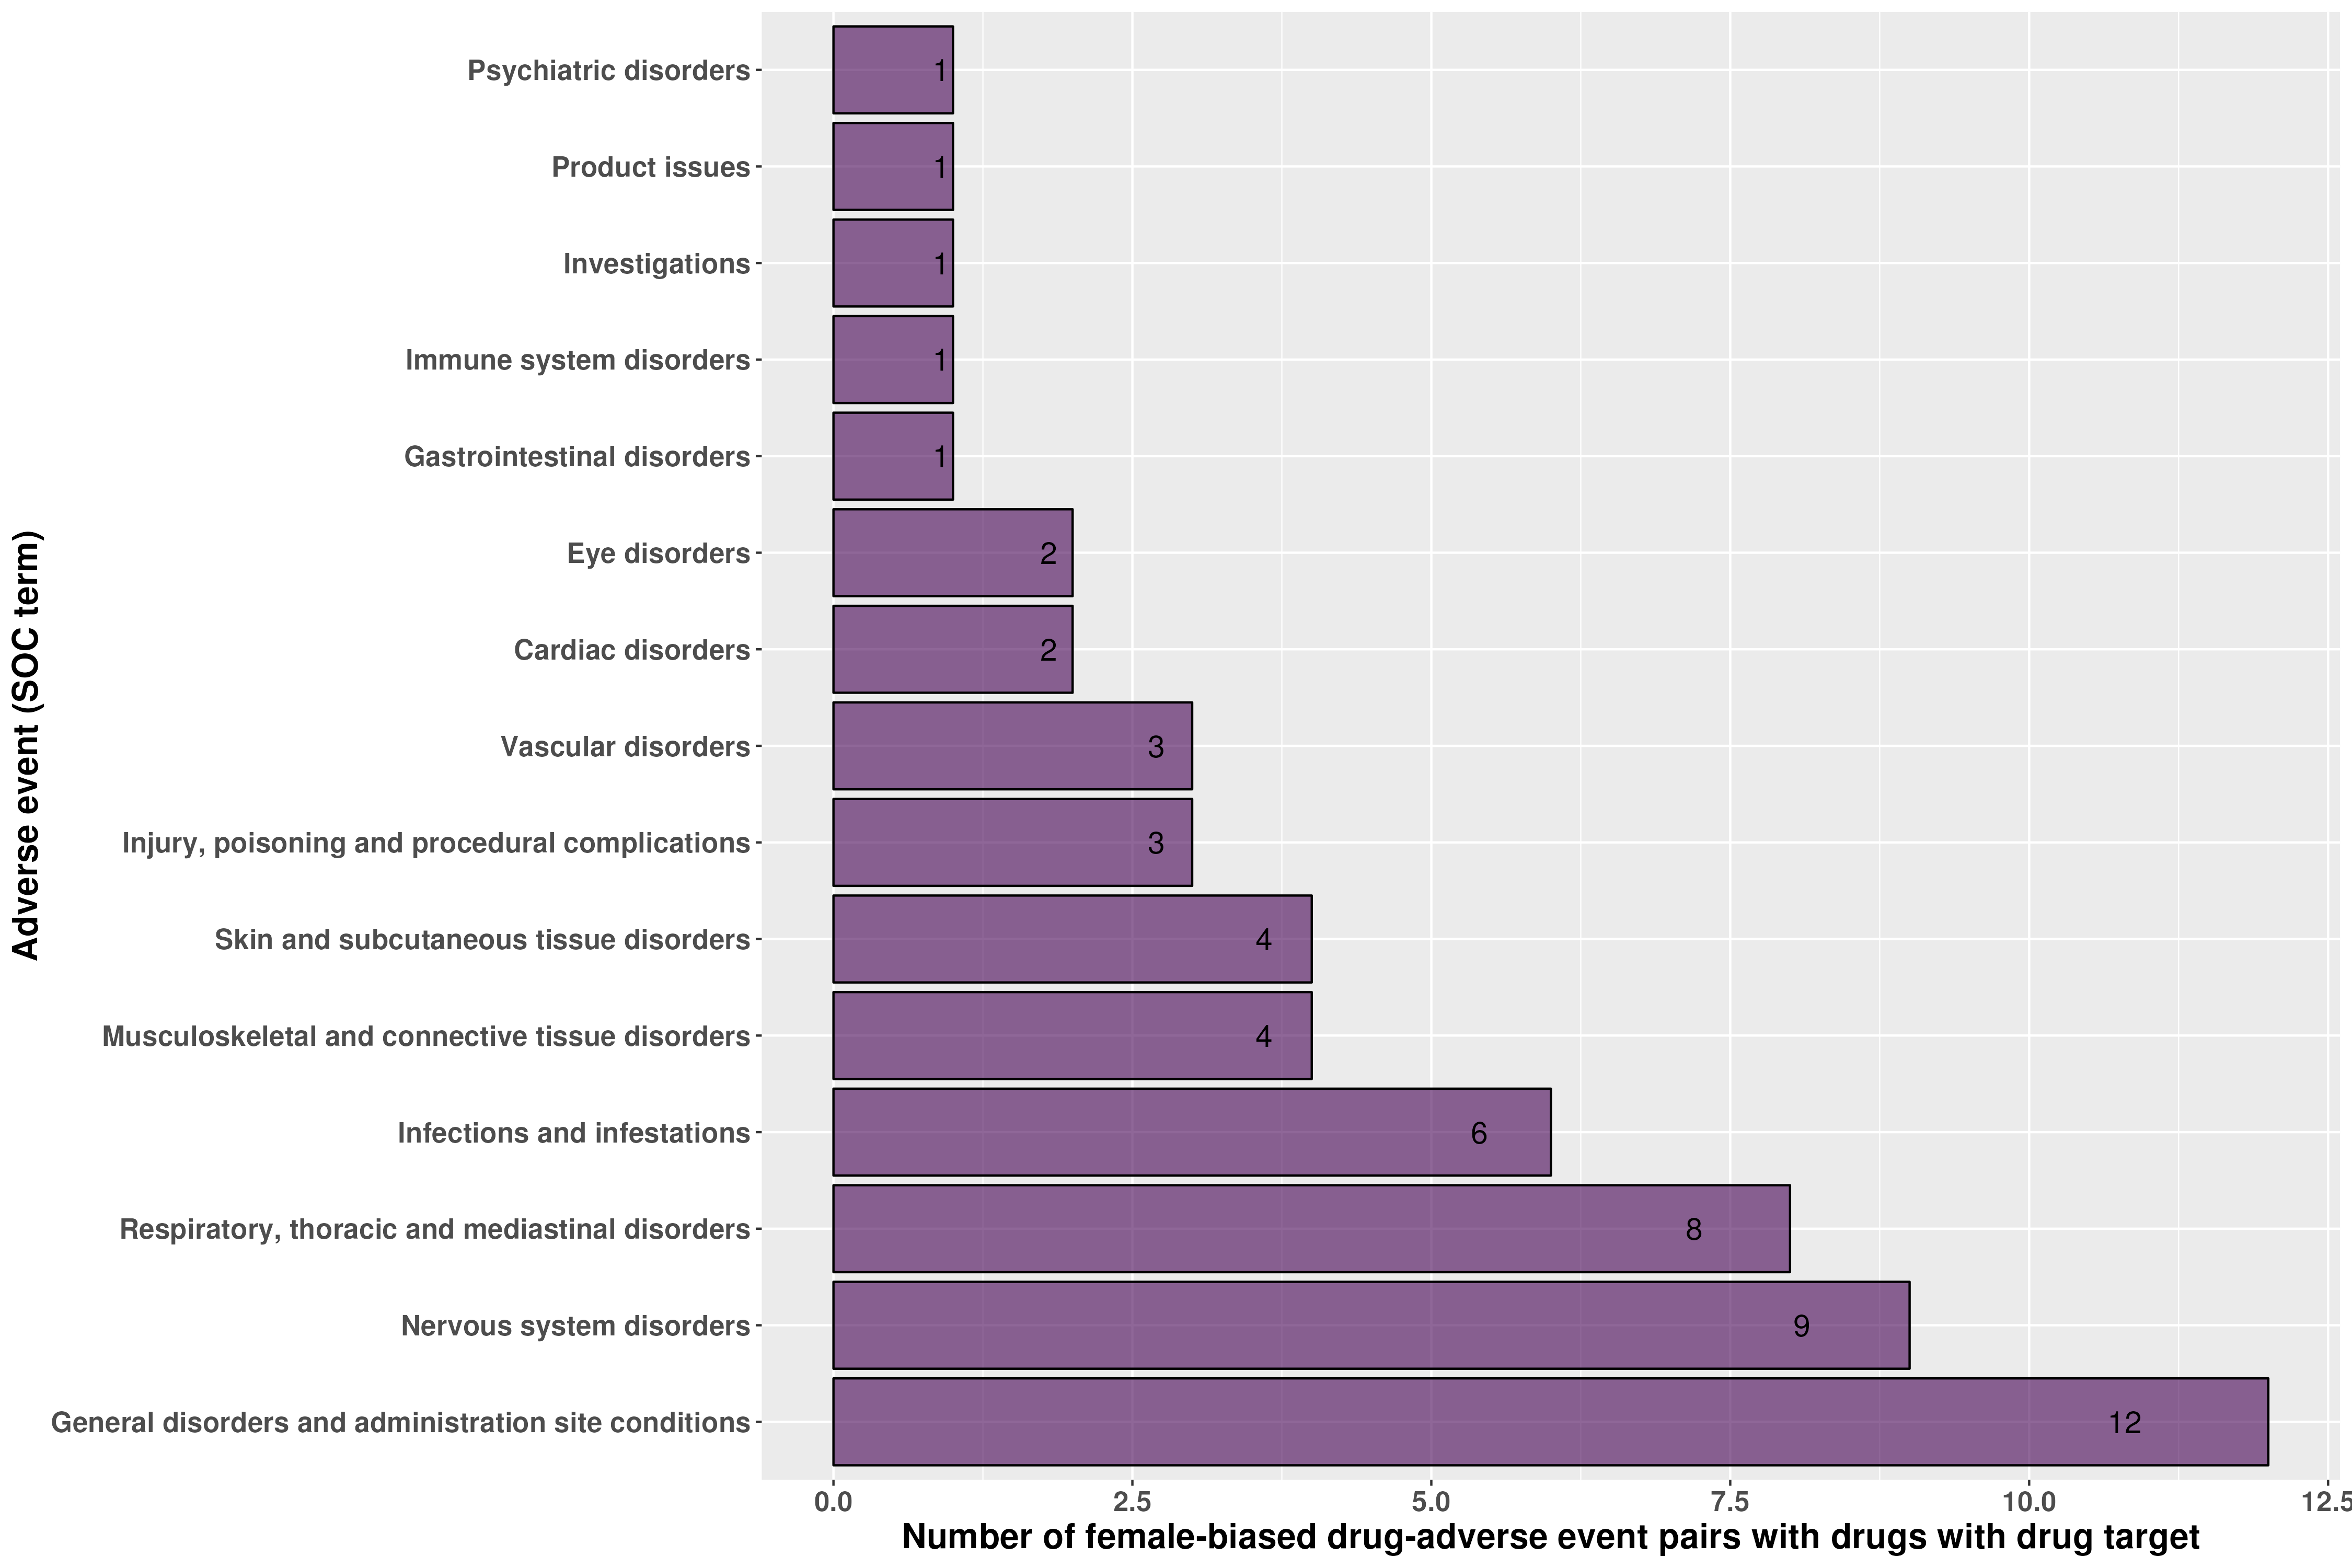 Psychiatric disorders 1
Product issues 1
Investigations 1
Immune system disorders 1
Gastrointestinal disorders 1
Eye disorders 2
Cardiac disorders 2
Vascular disorders 3
Injury, poisoning and procedural complications 3
Skin and subcutaneous tissue disorders 4
Musculoskeletal and connective tissue disorders 4
Infections and infestations 6
Respiratory, thoracic and mediastinal disorders 8
Nervous system disorders 9
General disorders and administration site conditions 12
Adverse event (SOC term)
0.0 2.5 5.0 7.5 10.0 12.5
Number of female-biased drug-adverse event pairs with drugs with drug target